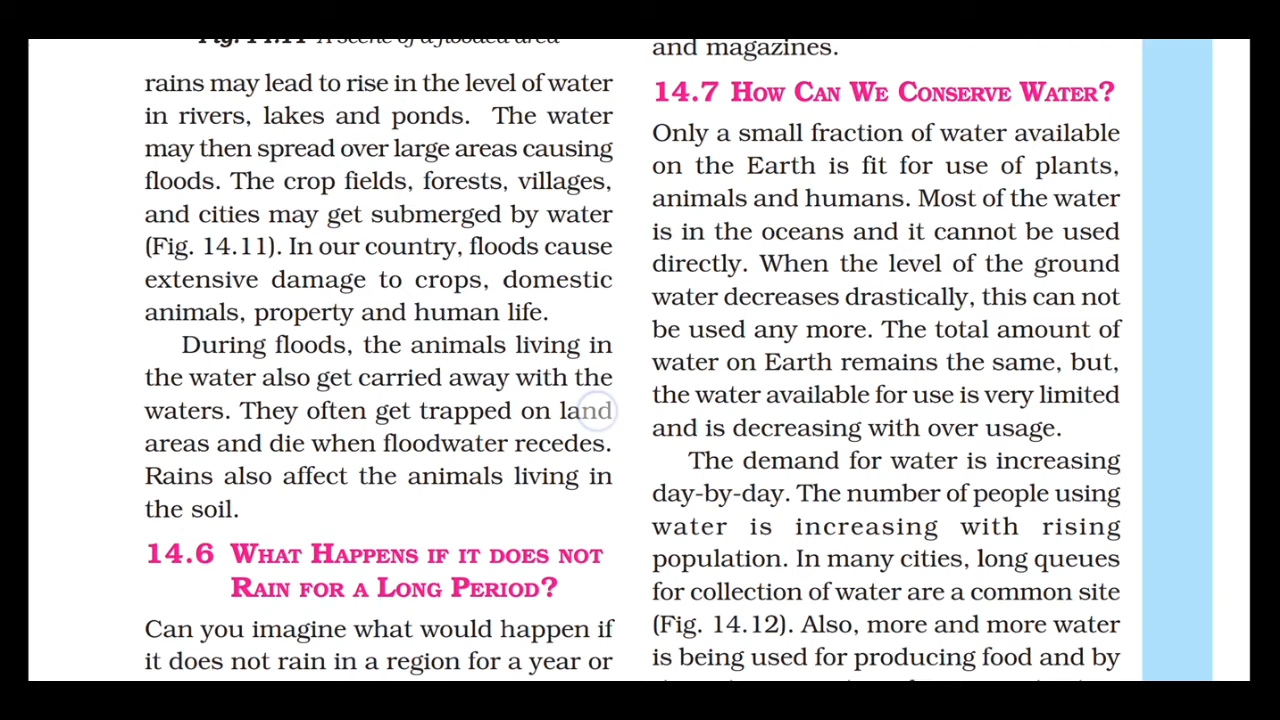 Fig. 14.11 A scene of a flooded area
rains may lead to rise in the level of water
in rivers, lakes and ponds. The water
may then spread over large areas causing
floods. The crop fields, forests, villages,
and cities may get submerged by water
(Fig. 14.11). In our country, floods cause
extensive damage to crops, domestic
animals, property and human life.
During floods, the animals living in
the water also get carried away with the
waters. They often get trapped on land
areas and die when floodwater recedes.
Rains also affect the animals living in
the soil.
14.6 What Happens if it does not
Rain for a Long Period?
Can you imagine what would happen if
it does not rain in a region for a year or
and magazines.
14.7 How Can We Conserve Water?
Only a small fraction of water available
on the Earth is fit for use of plants,
animals and humans. Most of the water
is in the oceans and it cannot be used
directly. When the level of the ground
water decreases drastically, this can not
be used any more. The total amount of
water on Earth remains the same, but,
the water available for use is very limited
and is decreasing with over usage.
The demand for water is increasing
day-by-day. The number of people using
water is increasing with rising
population. In many cities, long queues
for collection of water are a common site
(Fig. 14.12). Also, more and more water
is being used for producing food and by